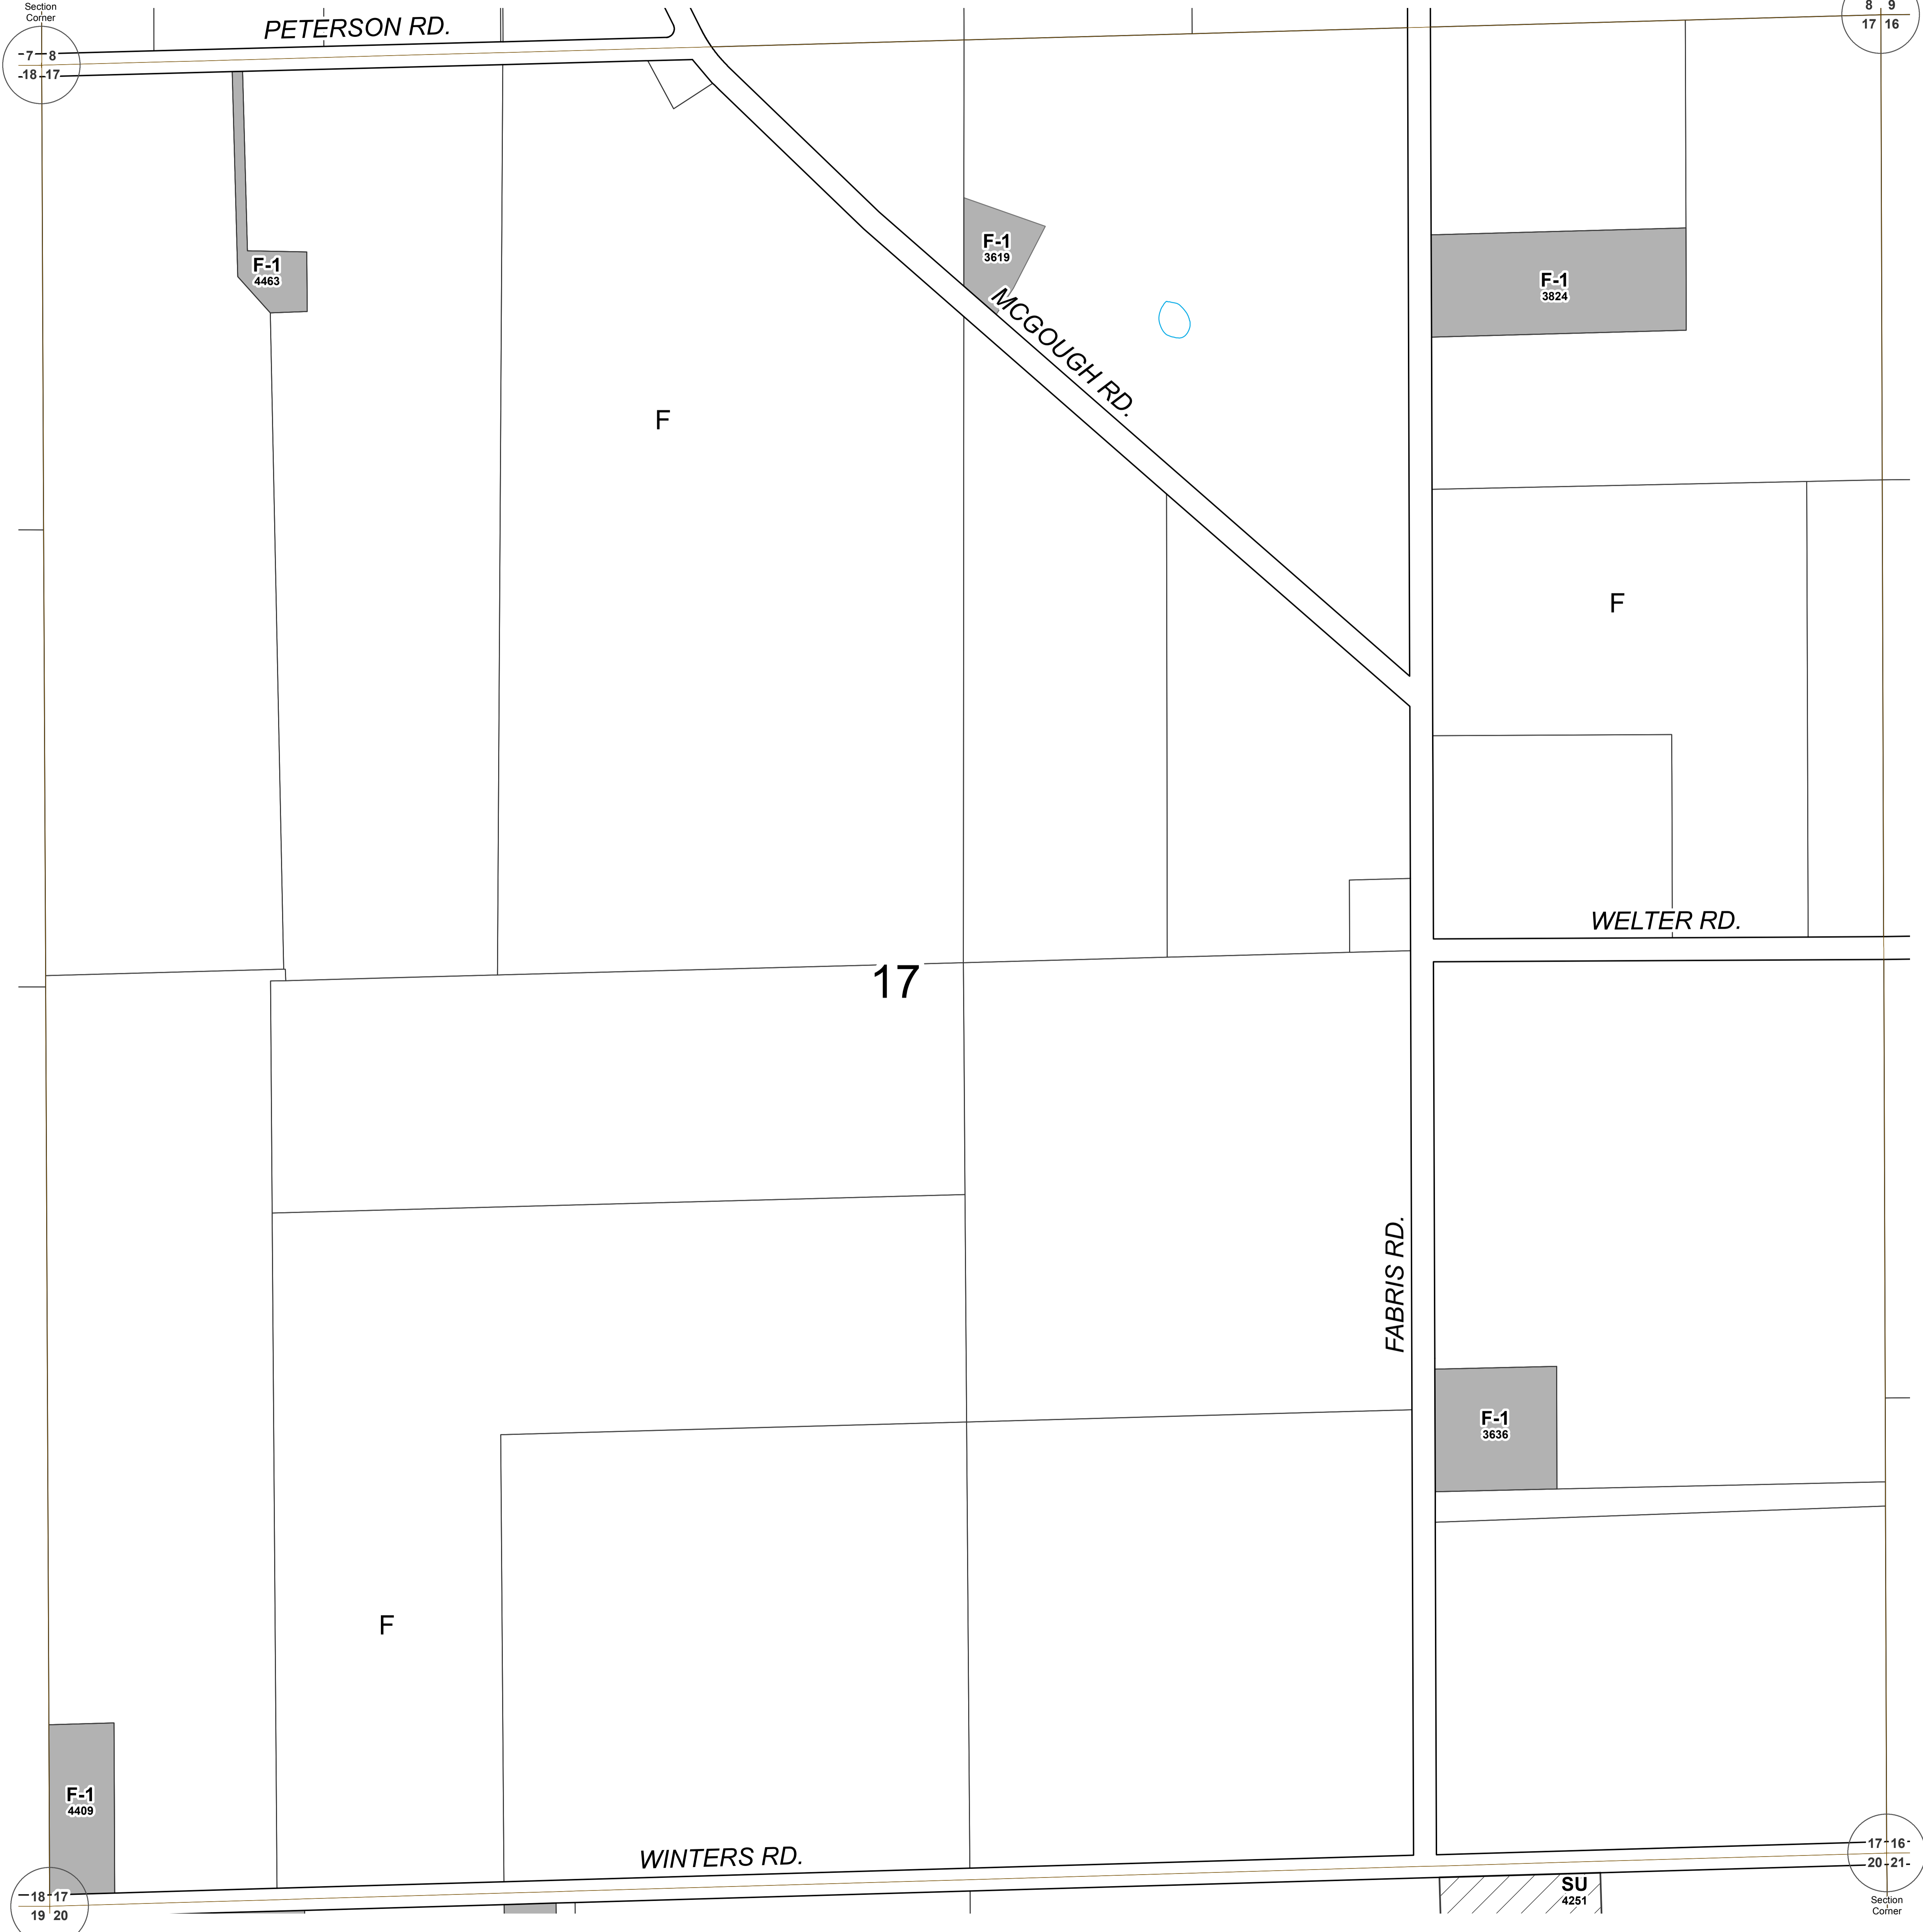 Section
Corner
8 9
17 16
PETERSON RD.
7 8
18 17
F-1
3619
F-1
4463
F-1
3824
MCGOUGH RD.
F
F
WELTER RD.
17
FABRIS RD.
F-1
3636
F
F-1
4409
WINTERS RD.
17 16
20 21
Section
Corner
SU
4251
18 17
19 20